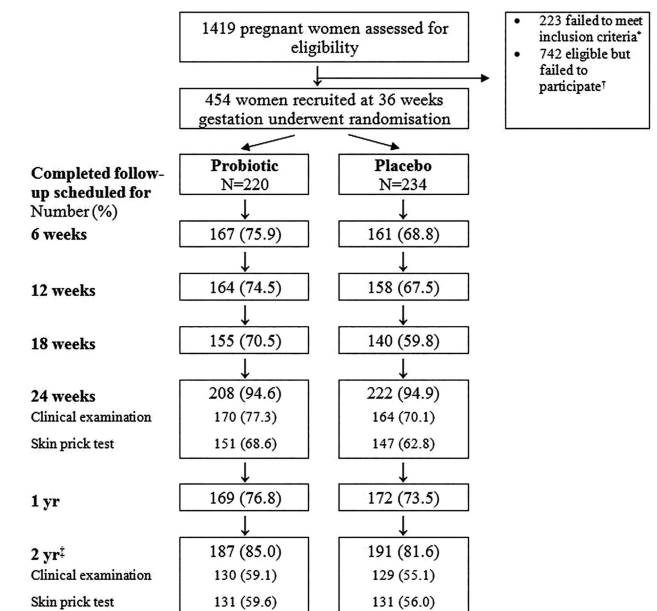 1419 pregnant women assessed for
eligibility
• 223 failed to meet
inclusion criteria*
• 742 eligible but
failed to
participate†
454 women recruited at 36 weeks
gestation underwent randomisation
Completed follow-
up scheduled for
Number (%)
Probiotic
N=220
Placebo
N=234
6 weeks
167 (75.9)
161 (68.8)
12 weeks
164 (74.5)
158 (67.5)
18 weeks
155 (70.5)
140 (59.8)
24 weeks
208 (94.6)
222 (94.9)
Clinical examination
170 (77.3)
164 (70.1)
Skin prick test
151 (68.6)
147 (62.8)
1 yr
169 (76.8)
172 (73.5)
2 yr‡
187 (85.0)
191 (81.6)
Clinical examination
130 (59.1)
129 (55.1)
Skin prick test
131 (59.6)
131 (56.0)